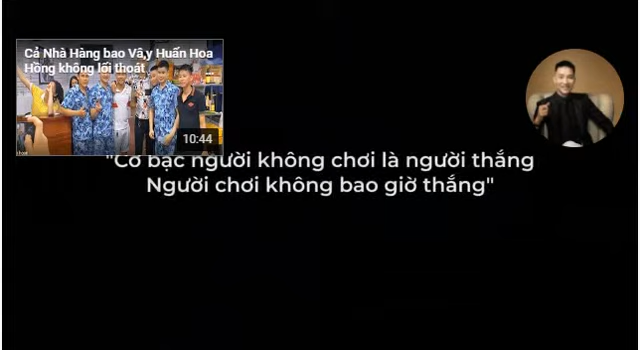 Cả Nhà Hàng bao Vâ,y Huấn Hoa
Hồng không lối thoát
10:44
"Cờ bạc người không chơi là người thắng
Người chơi không bao giờ thắng"